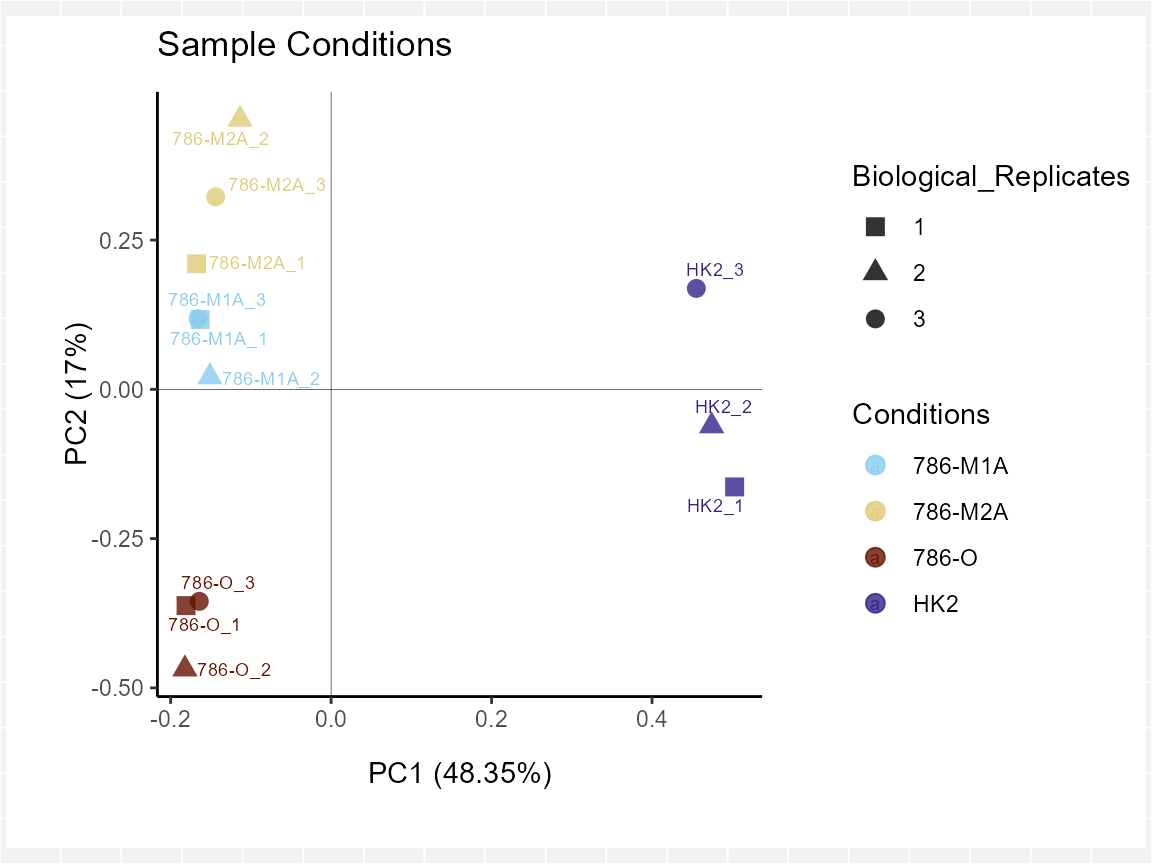 Sample Conditions
786-M2A_2
786-M2A_3
786-M2A_1
786-M1A_3
786-M1A_1
786-M1A_2
HK2_3
HK2_2
HK2_1
786-O_3
786-O_1
786-O_2
0.25
0.00
-0.25
-0.50
PC2 (17%)
-0.2
0.0
0.2
0.4
PC1 (48.35%)
Biological_Replicates
1
2
3
Conditions
a 786-M1A
a 786-M2A
a 786-O
a HK2